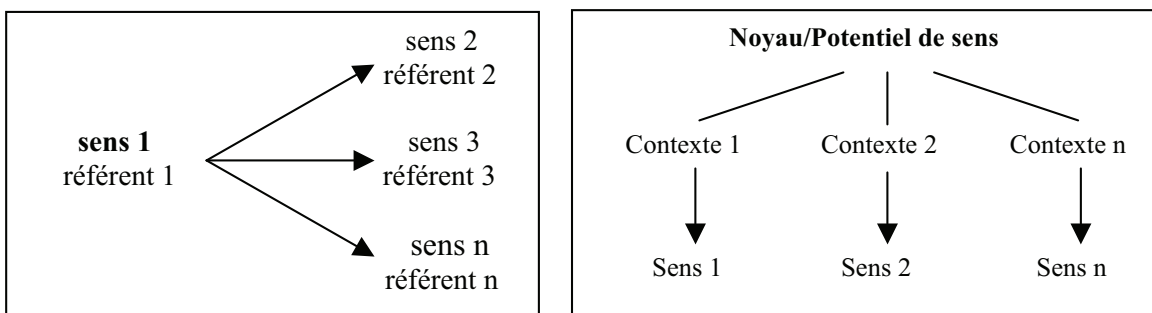 sens 2
référent 2
sens 1
référent 1
sens 3
référent 3
sens n
référent n
Noyau/Potentiel de sens
Contexte 1 Contexte 2 Contexte n
Sens 1 Sens 2 Sens n